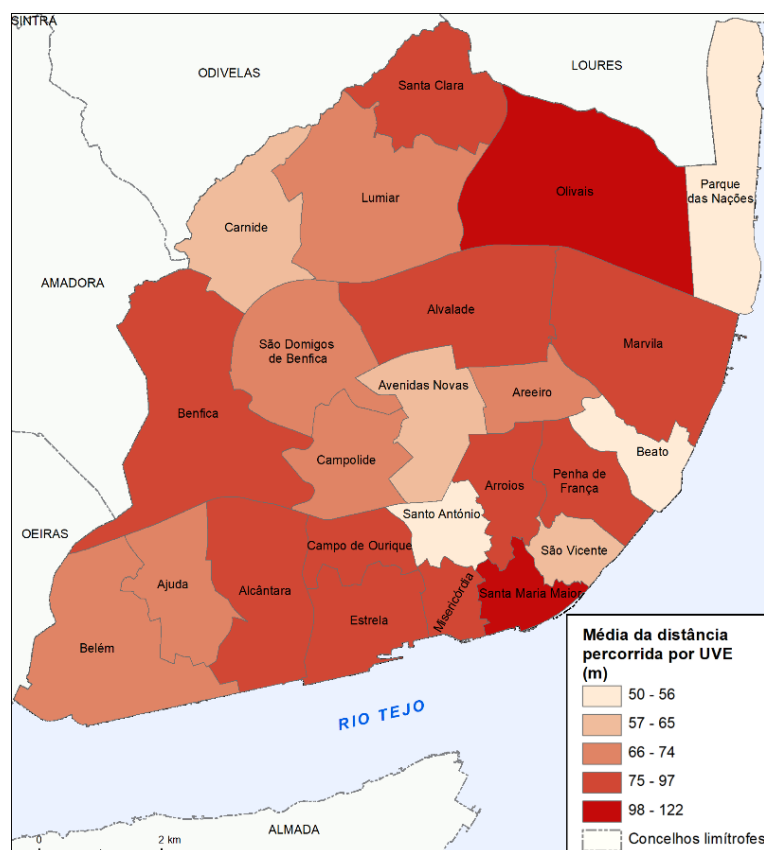 SINTRA
ODIVELAS
LOURES
Santa Clara
Parque
das Nações
Olivais
Lumiar
Carnide
AMADORA
Alvalade
Marvila
São Domigos
de Benfica
Avenidas Novas
Areeiro
Benfica
Beato
Campolide
Penha de
França
Arroios
Santo António
OEIRAS
Campo de Ourique
São Vicente
Ajuda
Alcântara
Misericórdia
Santa Maria Maior
Estrela
Belém
RIO TEJO
ALMADA
0 2 km
Média da distância
percorrida por UVE
(m)
50 - 56
57 - 65
66 - 74
75 - 97
98 - 122
Concelhos limítrofes